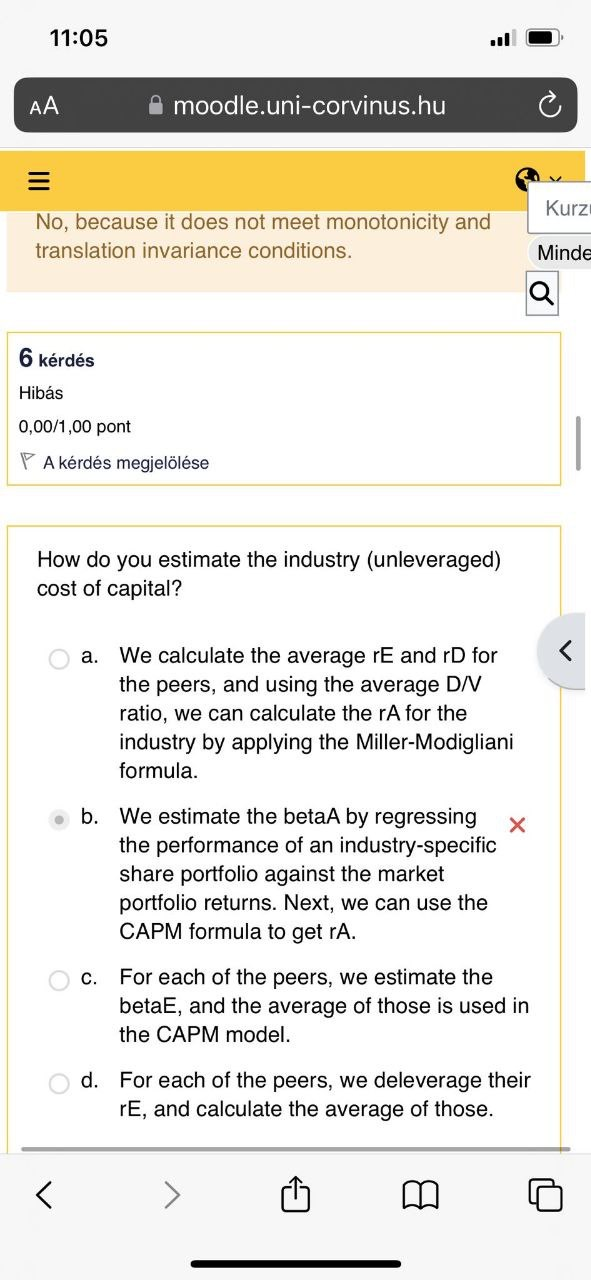 11:05
AA
moodle.uni-corvinus.hu
No, because it does not meet monotonicity and
translation invariance conditions.
Minde
6 kérdés
Hibás
0,00/1,00 pont
A kérdés megjelölése
How do you estimate the industry (unleveraged)
cost of capital?
a. We calculate the average rE and rD for
the peers, and using the average D/V
ratio, we can calculate the rA for the
industry by applying the Miller-Modigliani
formula.
b. We estimate the betaA by regressing
the performance of an industry-specific
share portfolio against the market
portfolio returns. Next, we can use the
CAPM formula to get rA.
c. For each of the peers, we estimate the
betaE, and the average of those is used in
the CAPM model.
d. For each of the peers, we deleverage their
rE, and calculate the average of those.